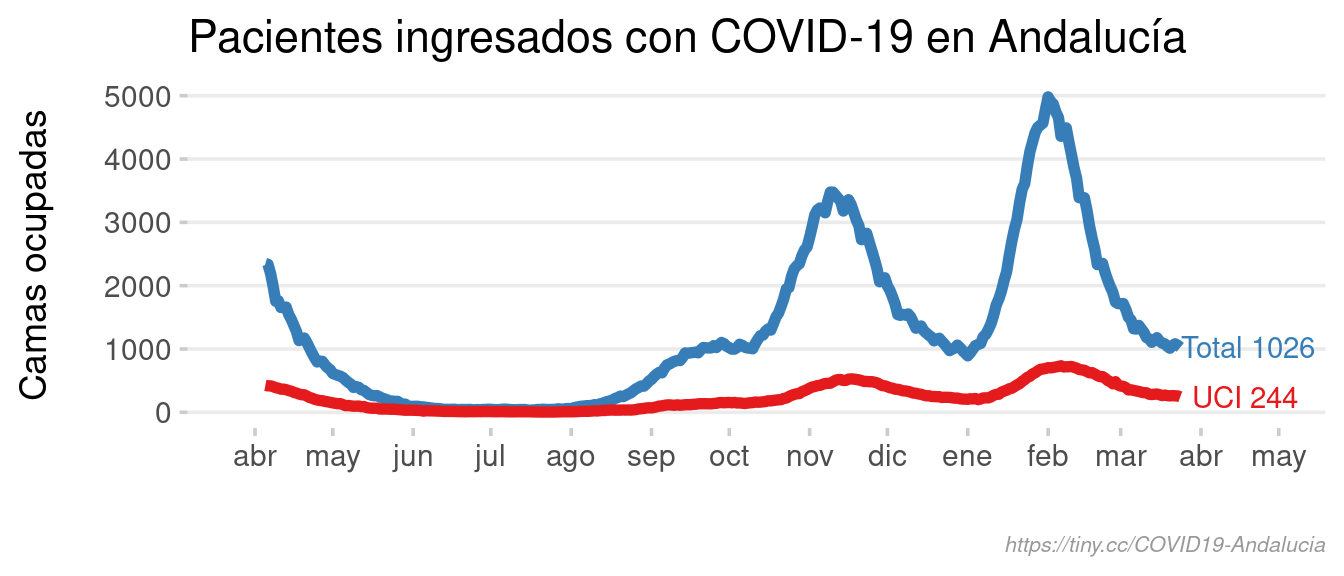 Pacientes ingresados con COVID-19 en Andalucía
Camas ocupadas
5000
4000
3000
2000
1000
0
Total 1026
UCI 244
abr may jun jul ago sep oct nov dic ene feb mar abr may
https://tiny.cc/COVID19-Andalucia